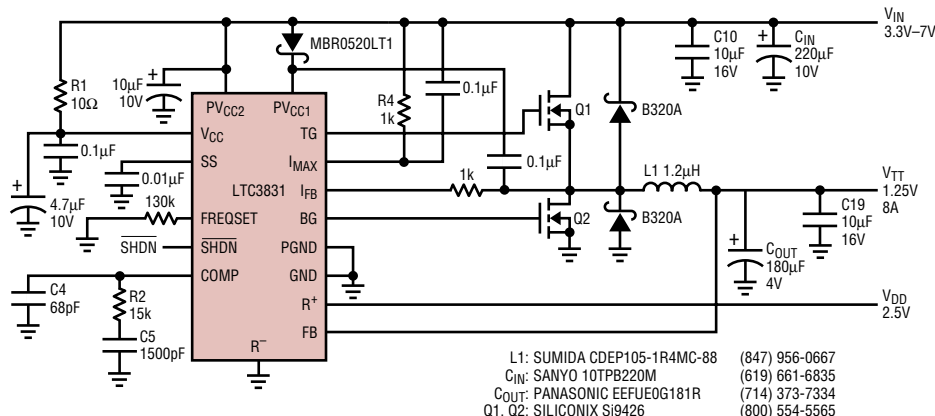 V_IN
3.3V–7V
MBR0520LT1
C10
10µF
16V
+
C_IN
220µF
10V
R1
10Ω
+
10µF
10V
0.1µF
R4
1k
PV_CC2
PV_CC1
Q1
B320A
V_CC
TG
0.1µF
SS
I_MAX
0.1µF
0.01µF
LTC3831
I_FB
1k
L1 1.2µH
V_TT
1.25V
8A
+
4.7µF
10V
130k
FREQSET
BG
Q2
B320A
C19
10µF
16V
SHDN
SHDN
PGND
+
C_OUT
180µF
4V
COMP
GND
C4
68pF
R2
15k
R+
V_DD
2.5V
C5
1500pF
FB
R−
L1: SUMIDA CDEP105-1R4MC-88 (847) 956-0667
C_IN: SANYO 10TPB220M (619) 661-6835
C_OUT: PANASONIC EEFUE0G181R (714) 373-7334
Q1, Q2: SILICONIX Si9426 (800) 554-5565